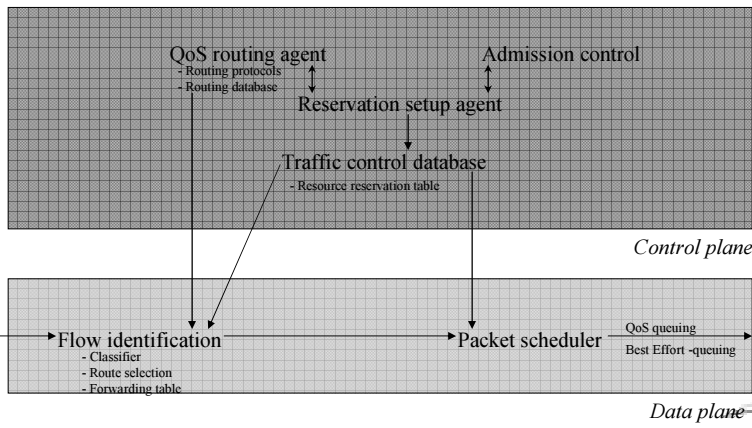 QoS routing agent
- Routing protocols
- Routing database
Admission control
Reservation setup agent
Traffic control database
- Resource reservation table
Control plane
Flow identification
- Classifier
- Route selection
- Forwarding table
Packet scheduler
QoS queuing
Best Effort -queuing
Data plane